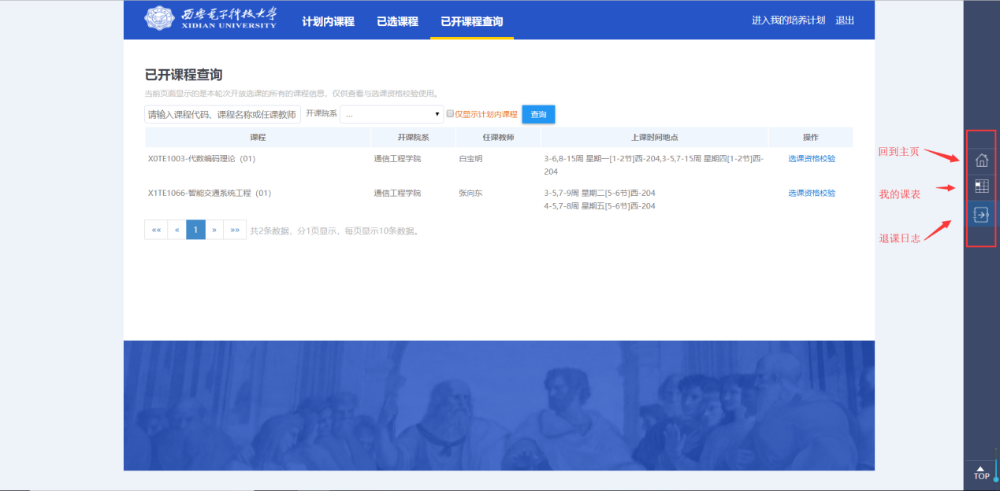 西安电子科技大学
XIDIAN UNIVERSITY
计划内课程 已选课程 已开课程查询 进入我的培养计划 退出
已开课程查询
当前页面显示的是本轮次开放选课的所有的课程信息，仅供查看与选课资格校验使用。
请输入课程代码、课程名称或任课教师 开课院系 ... 仅显示计划内课程 查询
课程 开课院系 任课教师 上课时间地点 操作
X0TE1003-代数编码理论（01） 通信工程学院 白宝明 3-6,8-15周 星期一[1-2节]西-204,3-5,7-15周 星期四[1-2节]西-
204
选课资格校验
X1TE1066-智能交通系统工程（01） 通信工程学院 张向东 3-5,7-9周 星期二[5-6节]西-204
4-5,7-8周 星期五[5-6节]西-204
选课资格校验
«« « 1 » »» 共2条数据，分1页显示，每页显示10条数据。
回到主页
我的课表
退课日志
TOP